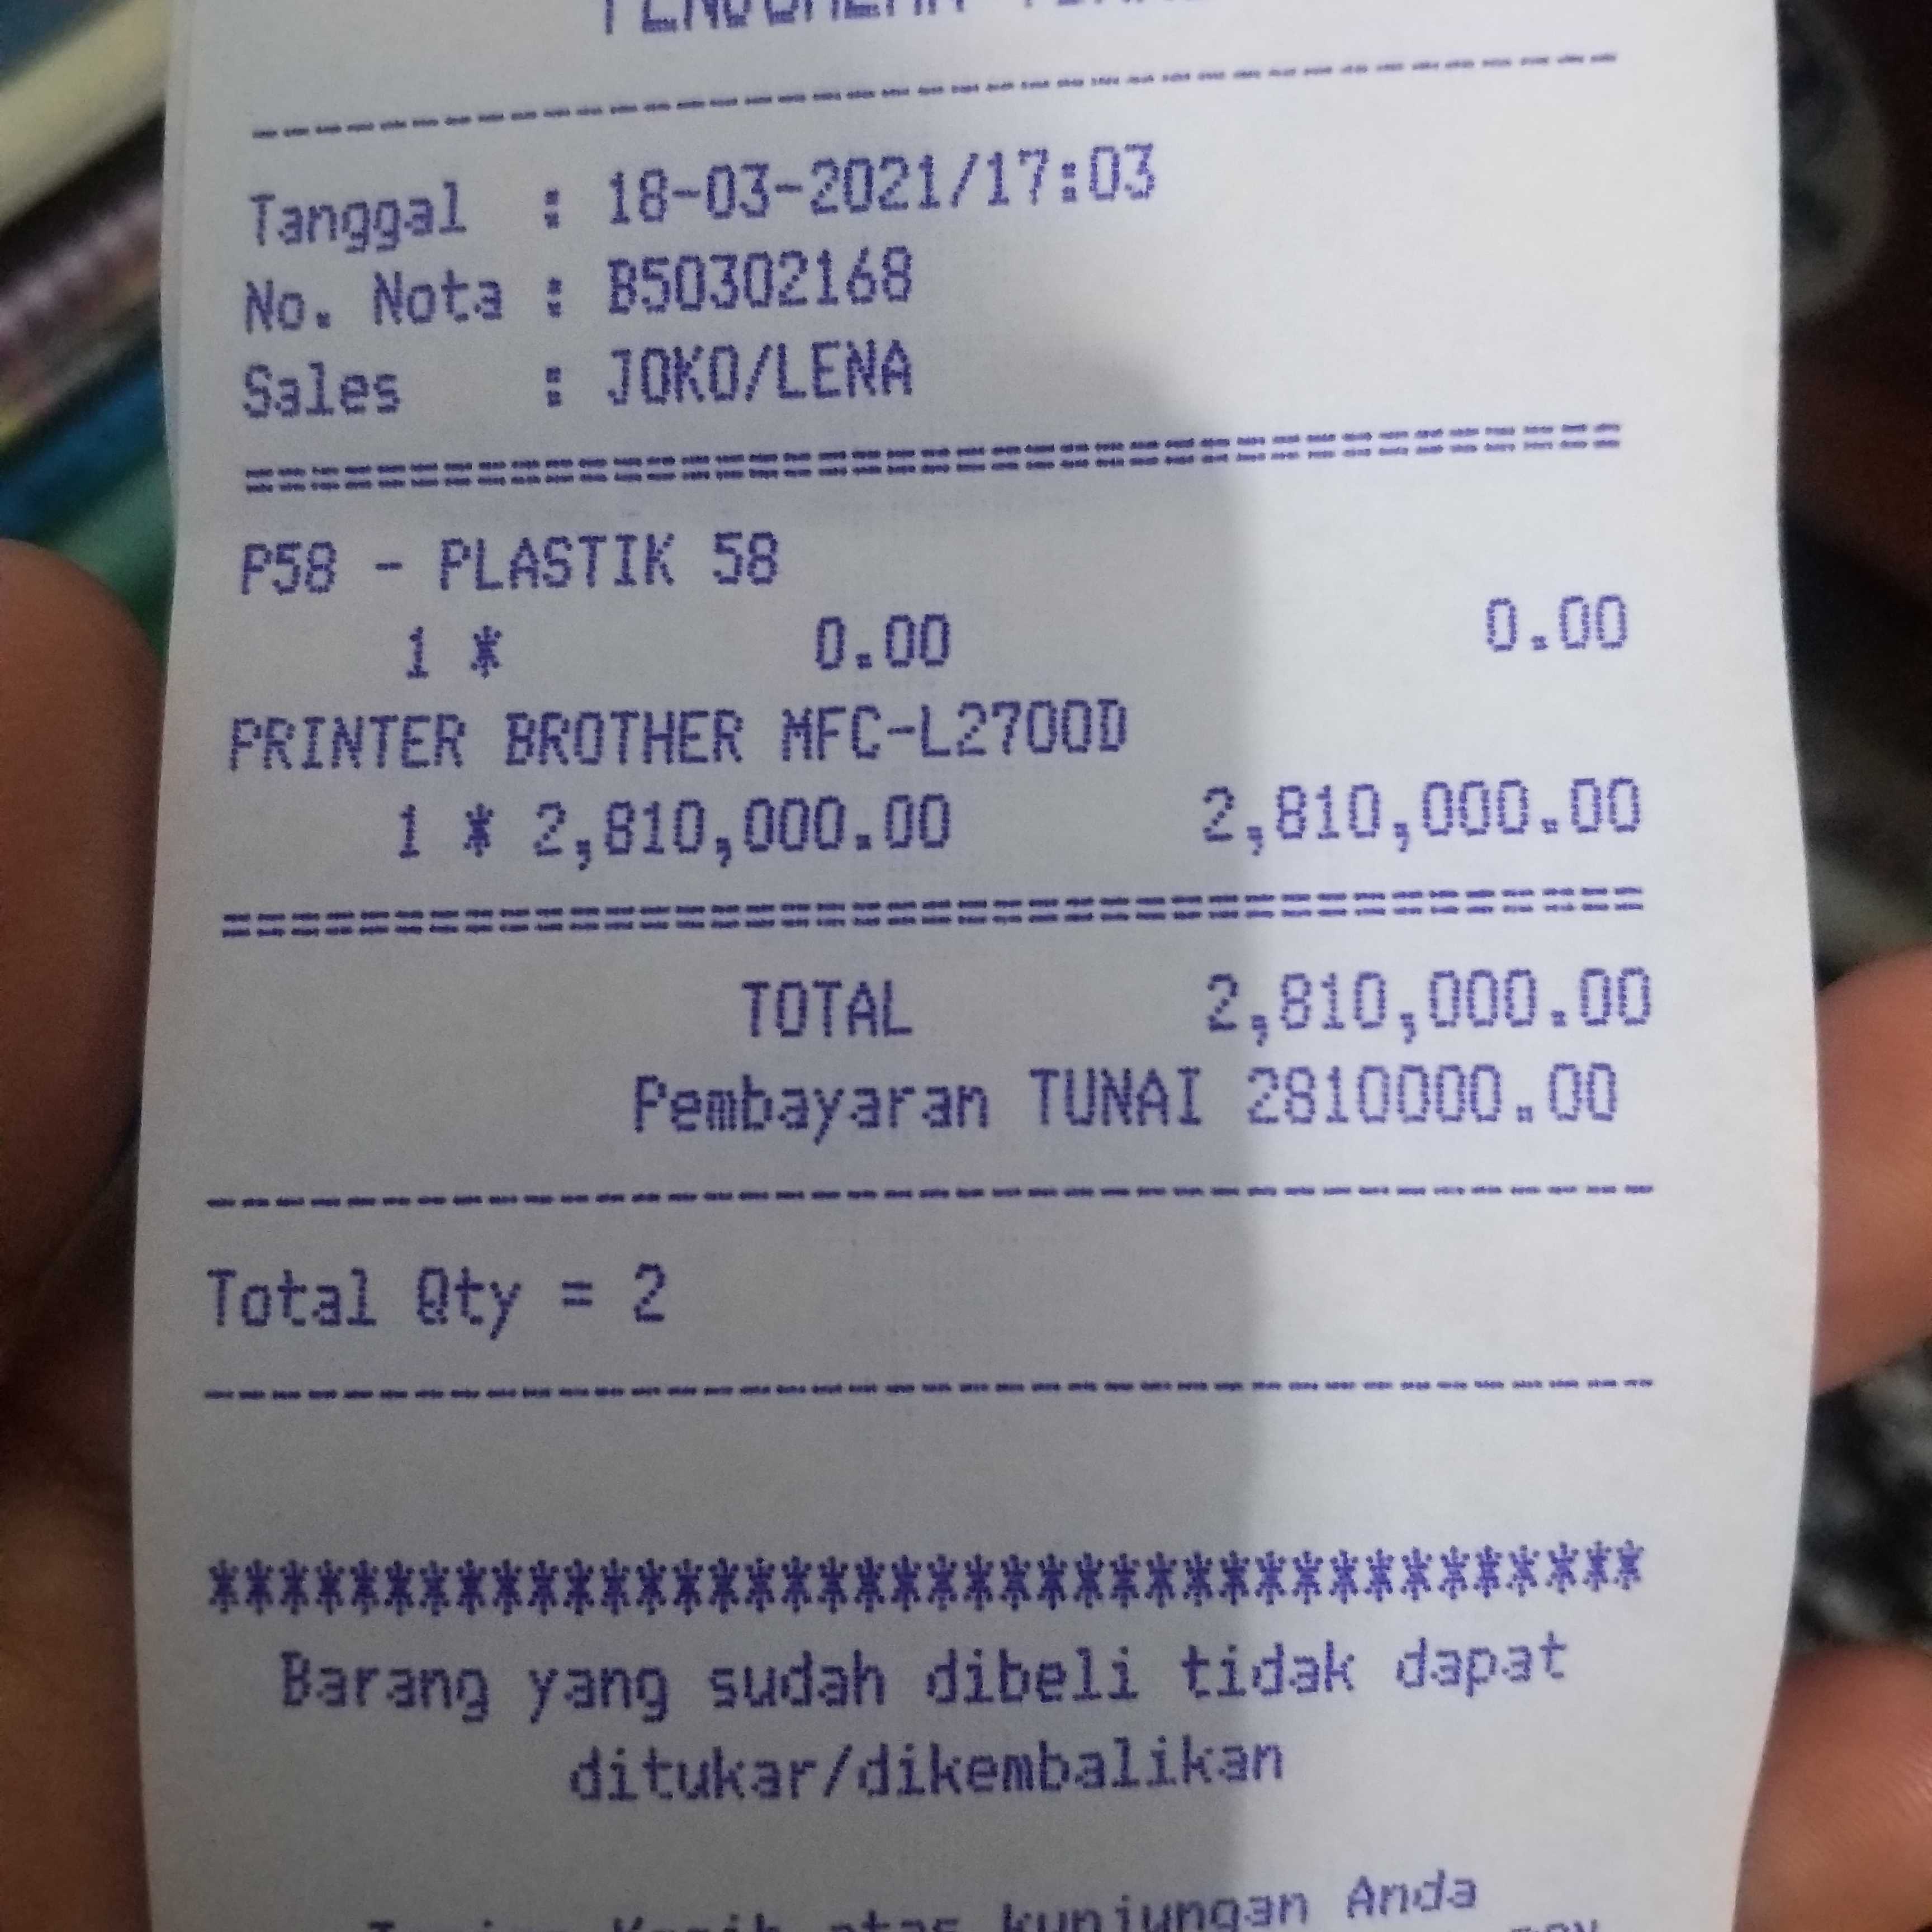 Tanggal : 18-03-2021/17:03
No. Nota : B50302168
Sales : JOKO/LENA
P58 - PLASTIK 58
1 * 0.00 0.00
PRINTER BROTHER MFC-L2700D
1 * 2,810,000.00 2,810,000.00
TOTAL 2,810,000.00
Pembayaran TUNAI 2810000.00
Total Qty = 2
****************************************
Barang yang sudah dibeli tidak dapat
ditukar/dikembalikan
Kasih atas kunjungan Anda